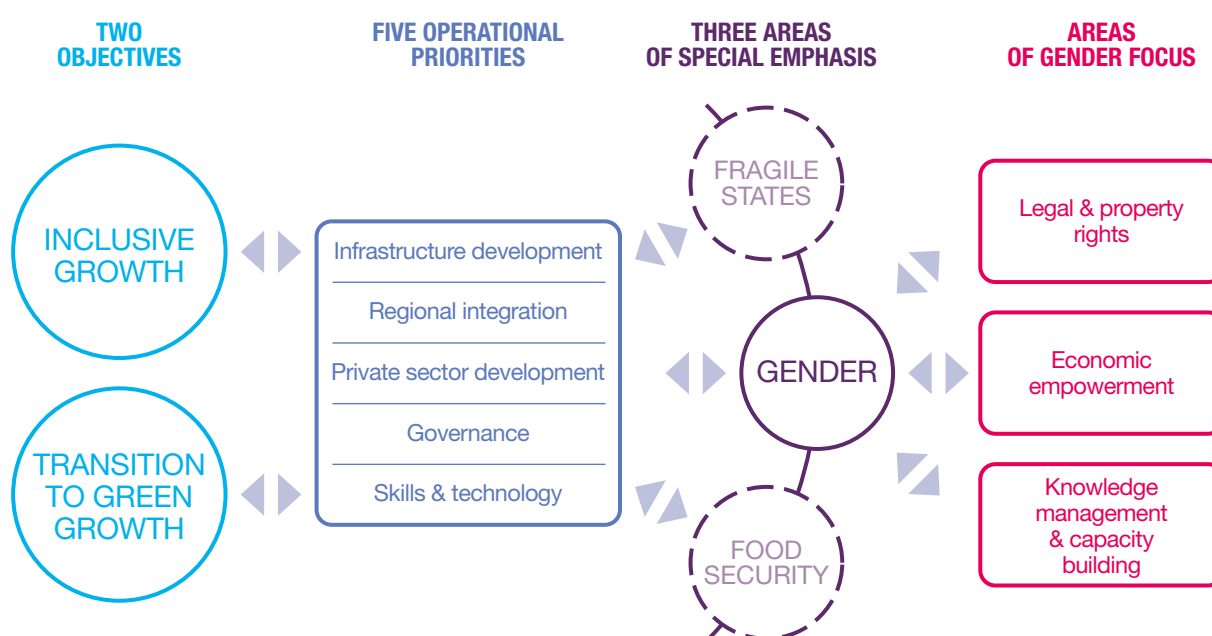 TWO
OBJECTIVES
FIVE OPERATIONAL
PRIORITIES
THREE AREAS
OF SPECIAL EMPHASIS
AREAS
OF GENDER FOCUS
INCLUSIVE
GROWTH
TRANSITION
TO GREEN
GROWTH
Infrastructure development
Regional integration
Private sector development
Governance
Skills & technology
FRAGILE
STATES
GENDER
FOOD
SECURITY
Legal & property
rights
Economic
empowerment
Knowledge
management
& capacity
building